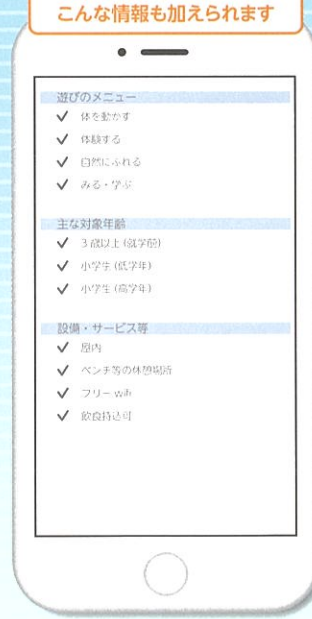 こんな情報も加えられます
遊びのメニュー
体を動かす
体験する
自然にふれる
みる・学ぶ
主な対象年齢
3歳以上(就学前)
小学生(低学年)
小学生(高学年)
設備・サービス等
屋内
ベンチ等の休憩場所
フリーwifi
飲食持込可